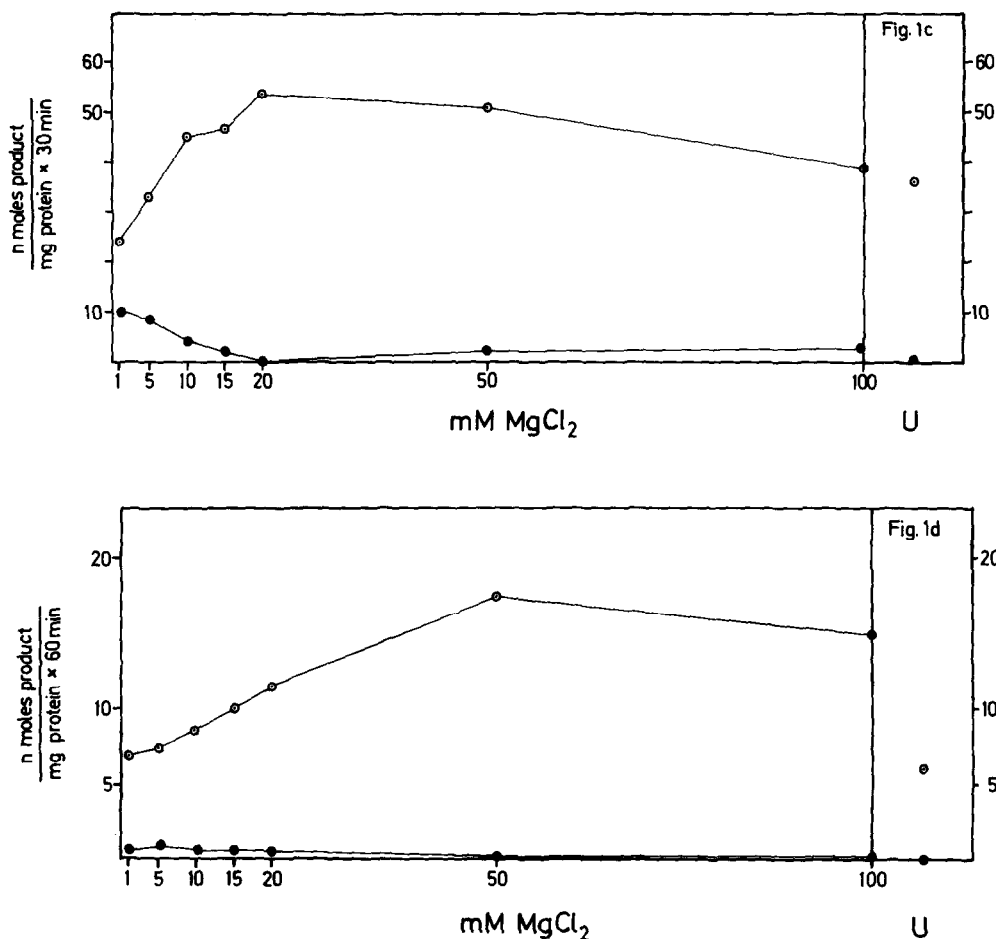 Fig. 1c
60
50
10
60
50
10
n moles product
mg protein × 30 min
1 5 10 15 20 50 100
mM MgCl₂ U
Fig. 1d
20
10
5
20
10
5
n moles product
mg protein × 60 min
1 5 10 15 20 50 100
mM MgCl₂ U